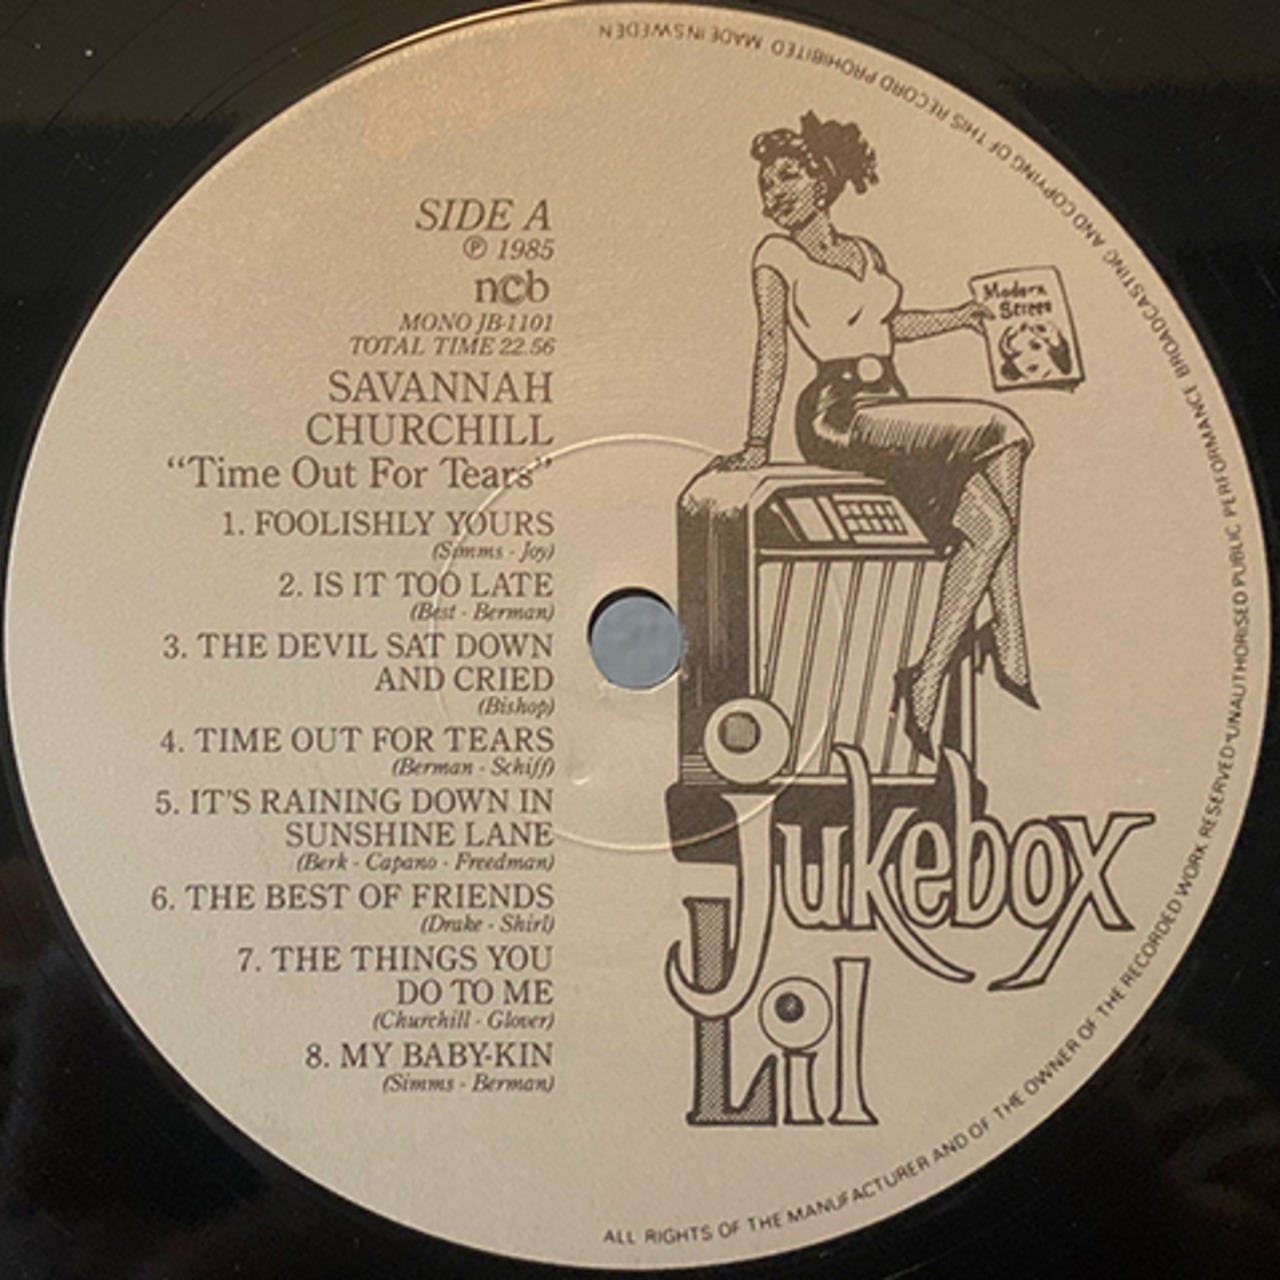 SIDE A
℗ 1985
ncb
MONO JB-1101
TOTAL TIME 22.56
SAVANNAH
CHURCHILL
“Time Out For Tears”
1. FOOLISHLY YOURS
(Simms - Joy)
2. IS IT TOO LATE
(Best - Berman)
3. THE DEVIL SAT DOWN
AND CRIED
(Bishop)
4. TIME OUT FOR TEARS
(Berman - Schiff)
5. IT'S RAINING DOWN IN
SUNSHINE LANE
(Berk - Capano - Freedman)
6. THE BEST OF FRIENDS
(Drake - Shirl)
7. THE THINGS YOU
DO TO ME
(Churchill - Glover)
8. MY BABY-KIN
(Simms - Berman)
Modern
Screen
Jukebox
Lil
ALL RIGHTS OF THE MANUFACTURER AND OF THE OWNER OF THE RECORDED WORK RESERVED "UNAUTHORISED PUBLIC PERFORMANCE BROADCASTING AND COPYING OF THIS RECORD PROHIBITED MADE IN SWEDEN